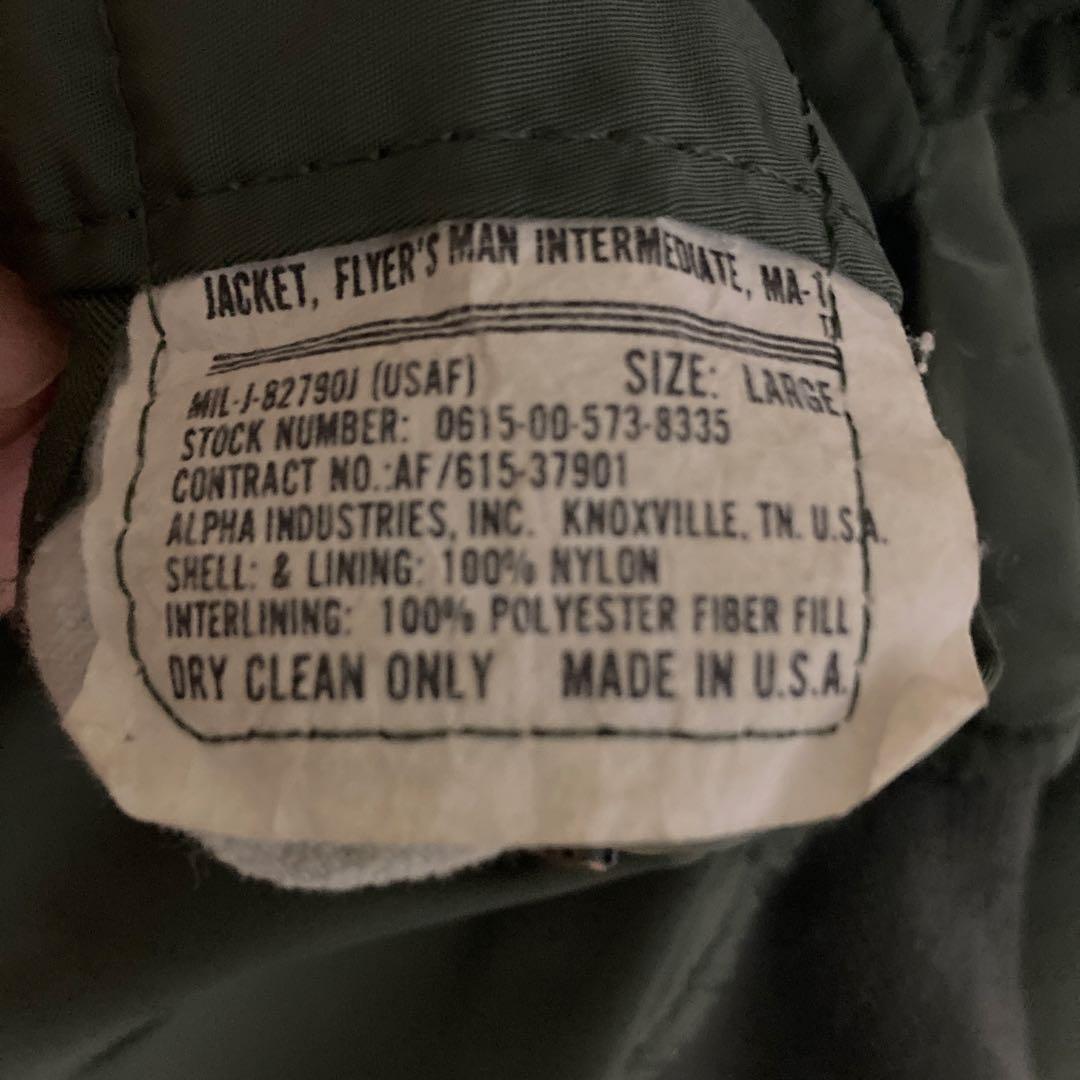 JACKET, FLYER'S MAN INTERMEDIATE, MA-1
MIL-J-82790J (USAF) SIZE: LARGE
STOCK NUMBER: 0615-00-573-8335
CONTRACT NO.:AF/615-37901
ALPHA INDUSTRIES, INC. KNOXVILLE, TN. U.S.A.
SHELL: & LINING: 100% NYLON
INTERLINING: 100% POLYESTER FIBER FILL
DRY CLEAN ONLY MADE IN U.S.A.